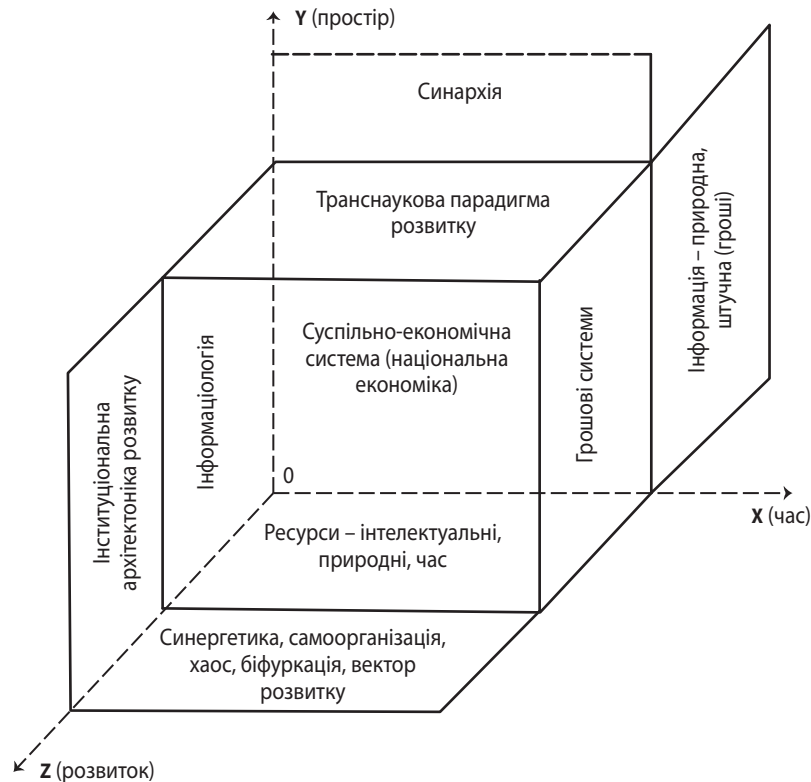 Y (простір)
Синархія
Транснаукова парадигма
розвитку
Інформація – природна,
штучна (гроші)
Суспільно-економічна
система (національна
економіка)
Інформаціологія
Грошові системи
Інституціональна
архітектоніка розвитку
0
X (час)
Ресурси – інтелектуальні,
природні, час
Синергетика, самоорганізація,
хаос, біфуркація, вектор
розвитку
Z (розвиток)